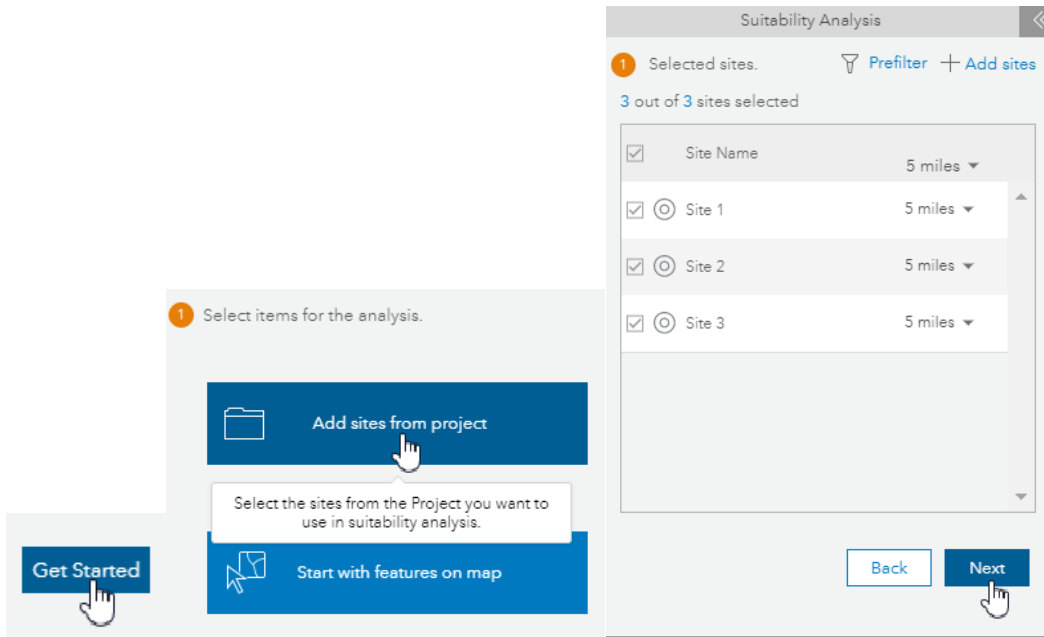 Get Started
1 Select items for the analysis.
Add sites from project
Select the sites from the Project you want to
use in suitability analysis.
Start with features on map
Suitability Analysis
1 Selected sites. Prefilter Add sites
3 out of 3 sites selected
Site Name 5 miles
Site 1 5 miles
Site 2 5 miles
Site 3 5 miles
Back Next